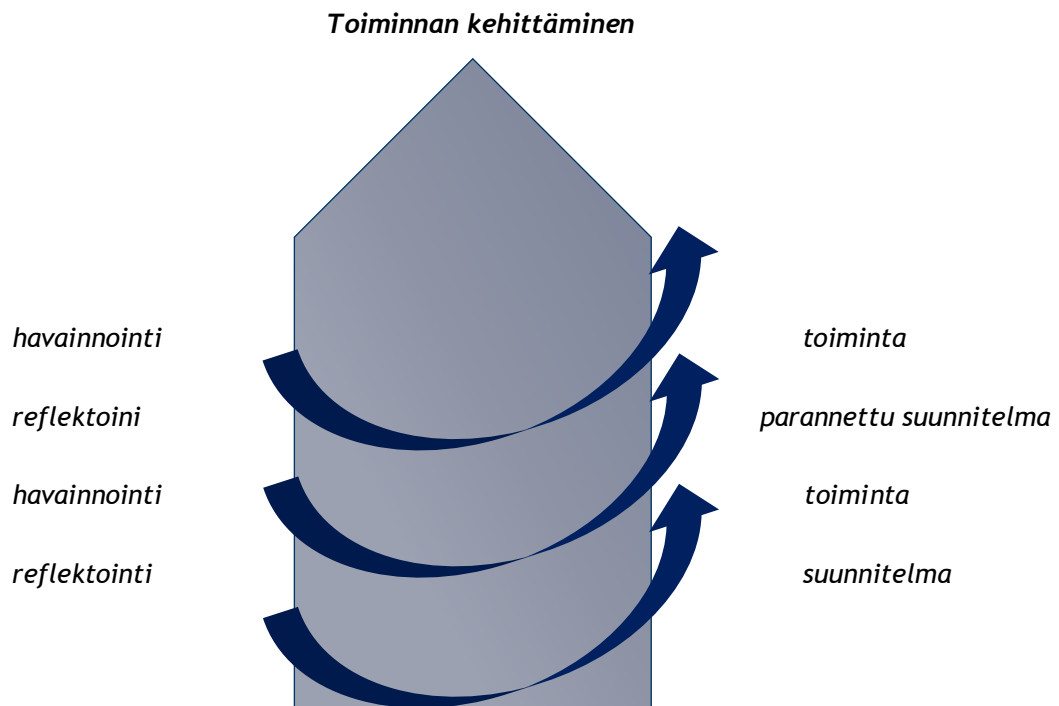 Toiminnan kehittäminen
havainnointi toiminta
reflektoini parannettu suunnitelma
havainnointi toiminta
reflektointi suunnitelma